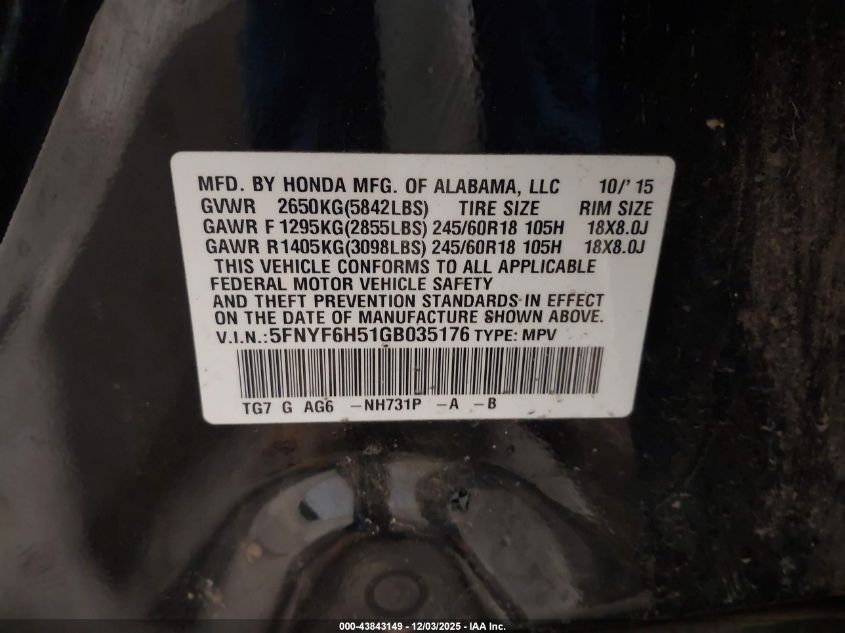 MFD. BY HONDA MFG. OF ALABAMA, LLC 10/'15
GVWR 2650KG(5842LBS) TIRE SIZE RIM SIZE
GAWR F 1295KG(2855LBS) 245/60R18 105H 18X8.0J
GAWR R 1405KG(3098LBS) 245/60R18 105H 18X8.0J
THIS VEHICLE CONFORMS TO ALL APPLICABLE
FEDERAL MOTOR VEHICLE SAFETY
AND THEFT PREVENTION STANDARDS IN EFFECT
ON THE DATE OF MANUFACTURE SHOWN ABOVE.
V.I.N.:5FNYF6H51GB035176 TYPE: MPV
TG7 G AG6 -NH731P -A -B
000-43843149 - 12/03/2025 - IAA Inc.